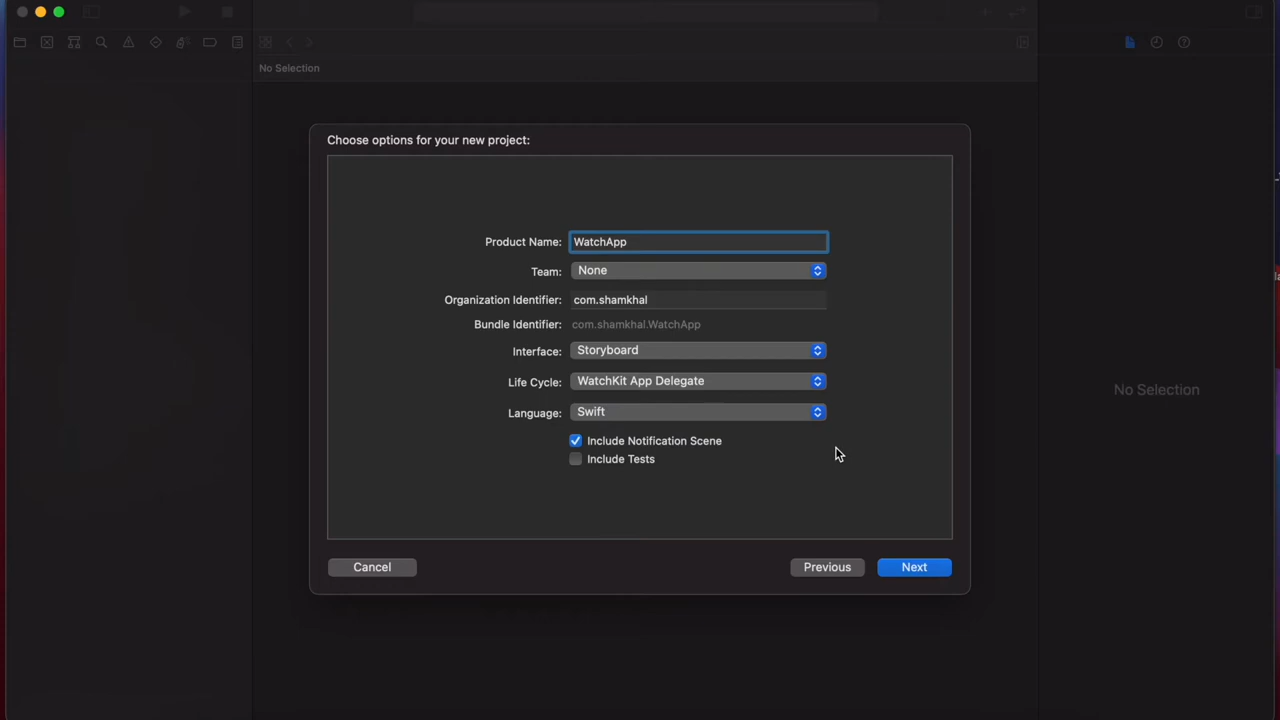 No Selection
Choose options for your new project:
Product Name: WatchApp
Team: None
Organization Identifier: com.shamkhal
Bundle Identifier: com.shamkhal.WatchApp
Interface: Storyboard
Life Cycle: WatchKit App Delegate
Language: Swift
Include Notification Scene
Include Tests
No Selection
Cancel Previous Next